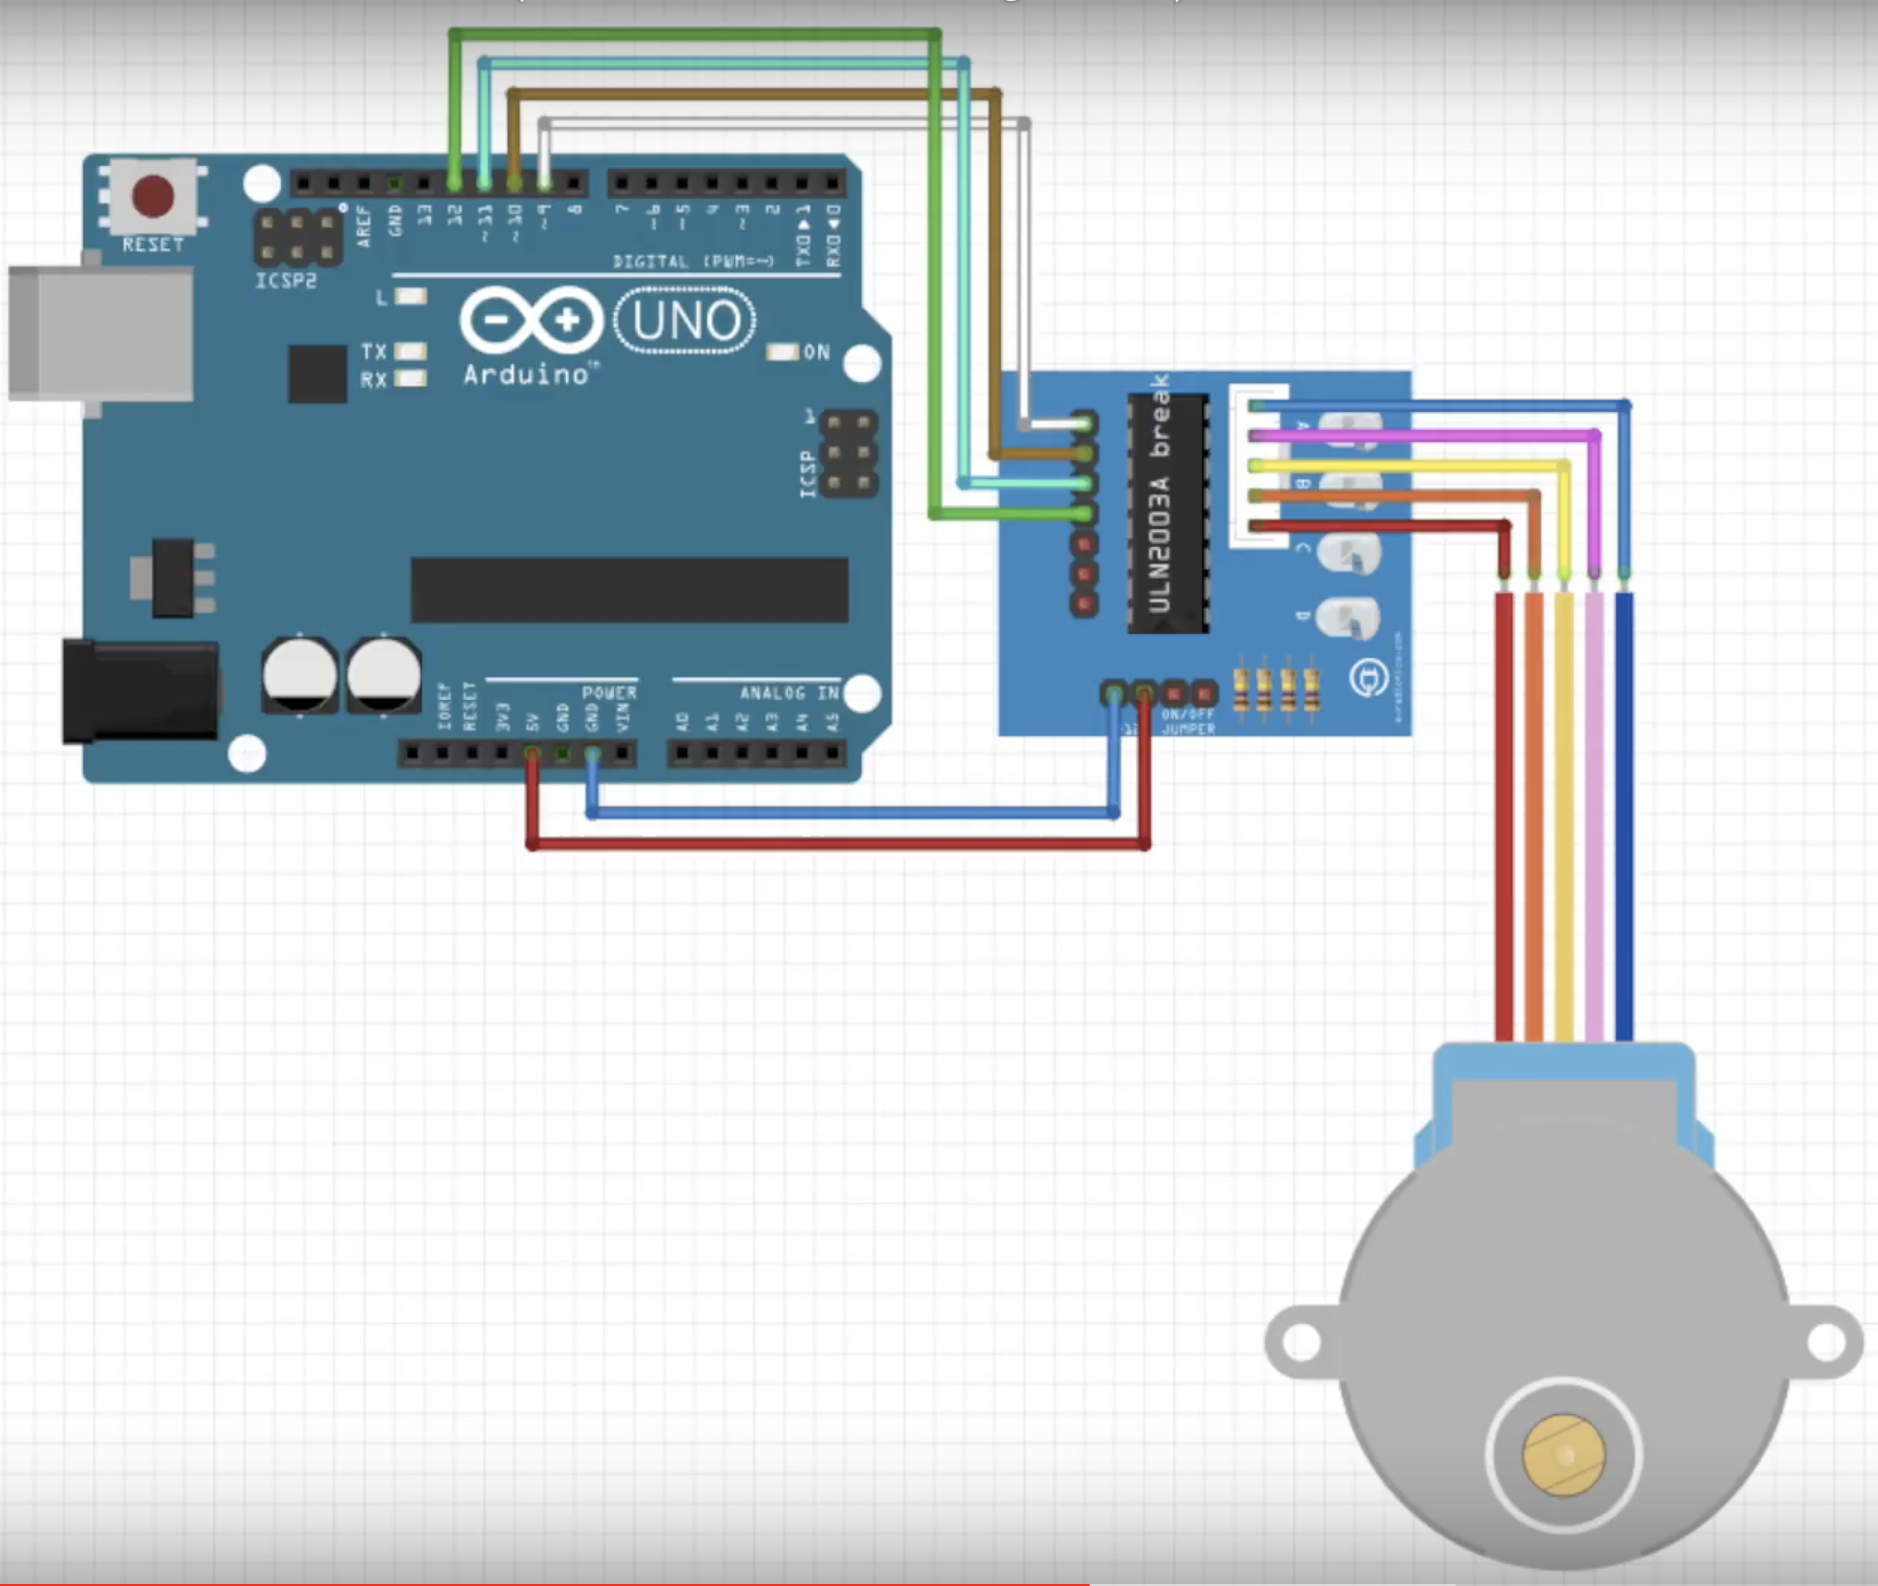 RESET
ICSP2
AREF
GND
13
12
~11
~10
~9
8
7
~6
~5
4
~3
2
TX0▶1
RX0◀0
DIGITAL (PWM=~)
L
TX
RX
UNO
Arduino™
ON
1
ICSP
IOREF
RESET
3V3
5V
GND
GND
VIN
POWER
ANALOG IN
A0
A1
A2
A3
A4
A5
ULN2003A break
A
B
C
D
ON/OFF
JUMPER